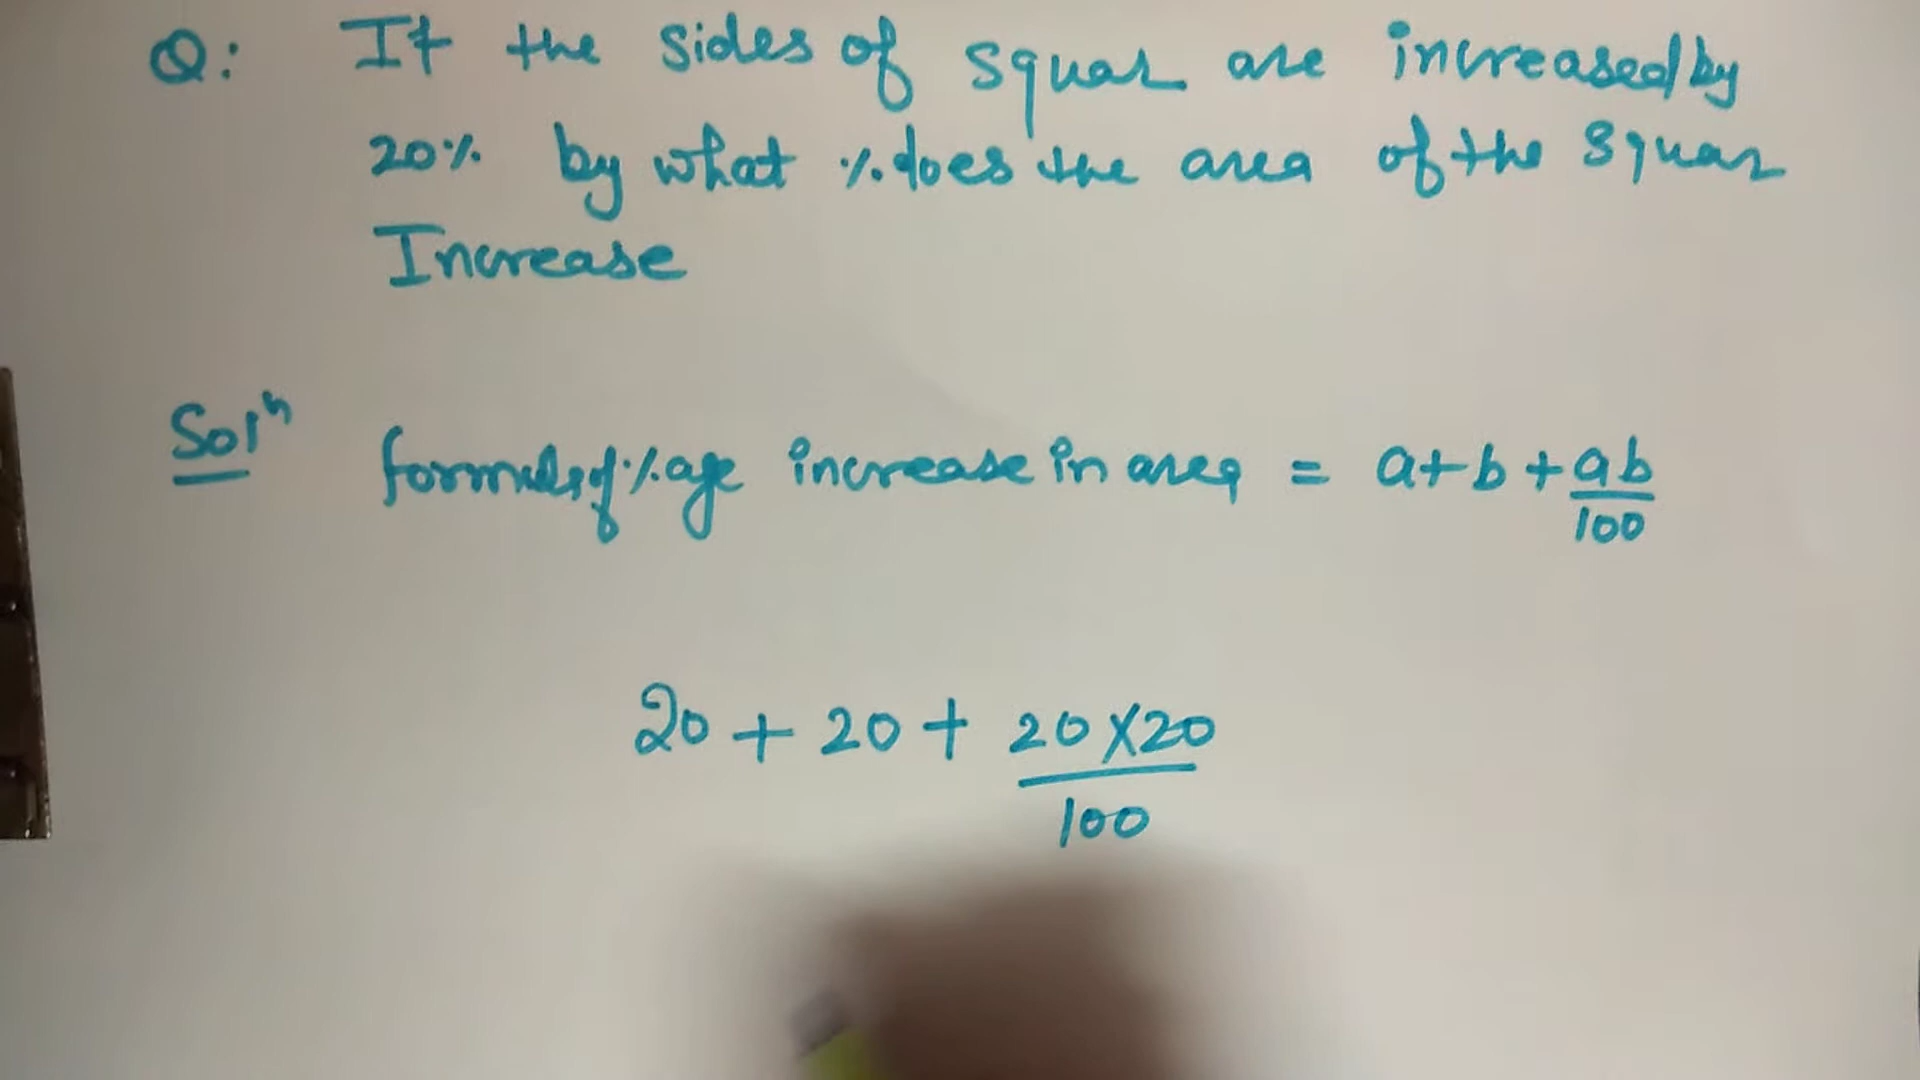 Q: If the sides of squar are increased by
20% by what % does the area of the squar
Increase
Solⁿ formula of %age increase in area = a+b+ab/100
20 + 20 + 20×20/100